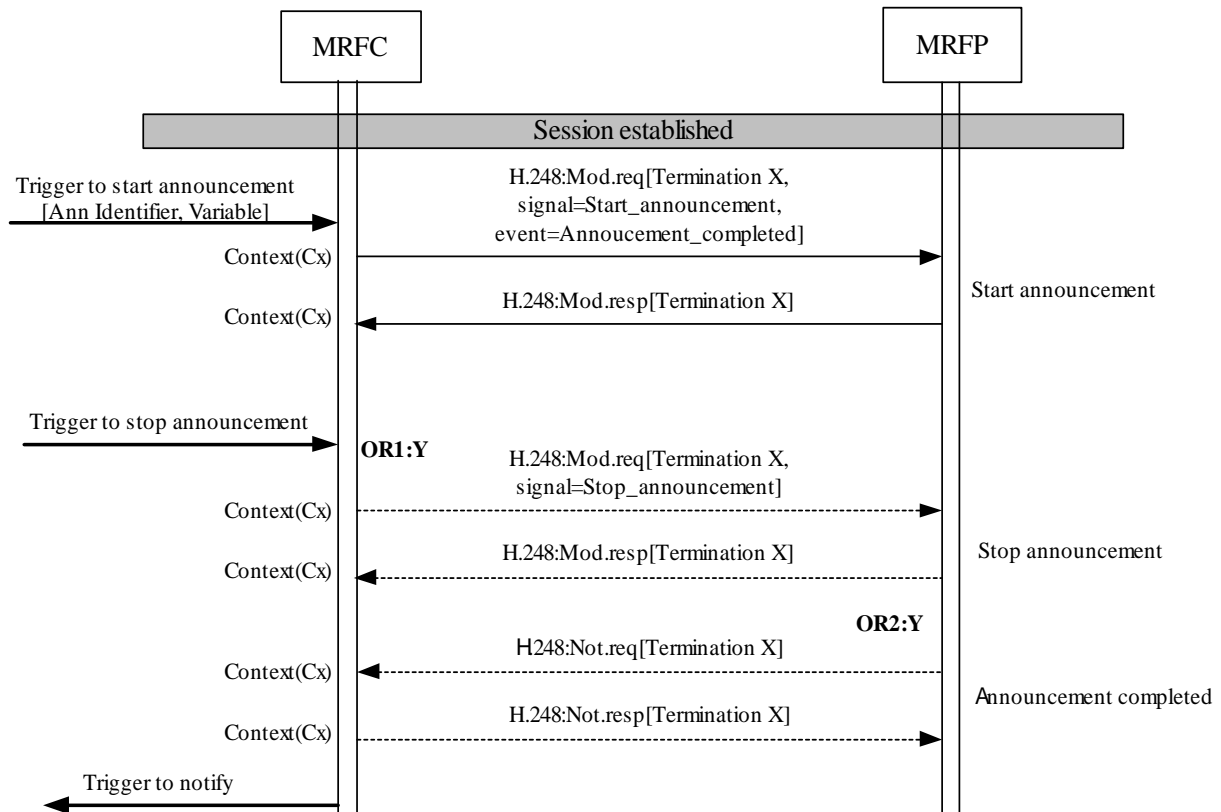 MRFC
MRFP
Session established
Trigger to start announcement
[Ann Identifier, Variable]
H.248:Mod.req[Termination X,
signal=Start_announcement,
event=Annoucement_completed]
Context(Cx)
Start announcement
H.248:Mod.resp[Termination X]
Context(Cx)
Trigger to stop announcement
OR1:Y
H.248:Mod.req[Termination X,
signal=Stop_announcement]
Context(Cx)
H.248:Mod.resp[Termination X]
Stop announcement
Context(Cx)
OR2:Y
H248:Not.req[Termination X]
Context(Cx)
Announcement completed
H.248:Not.resp[Termination X]
Context(Cx)
Trigger to notify